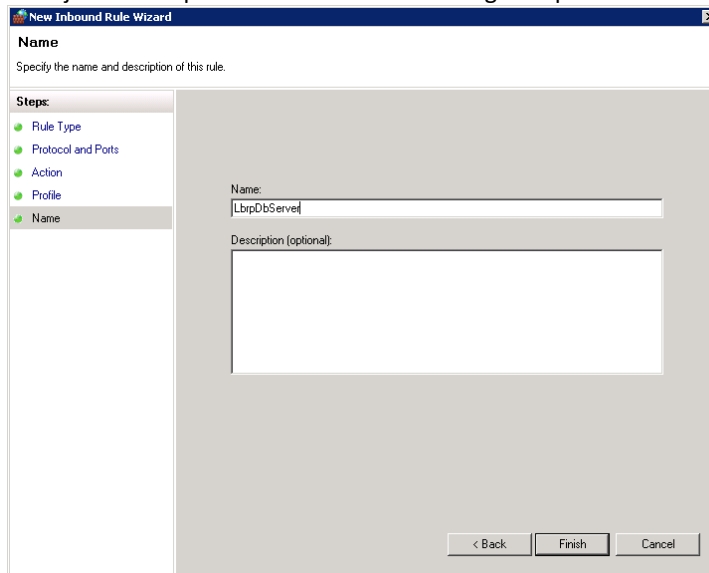 New Inbound Rule Wizard
Name
Specify the name and description of this rule.
Steps:
Rule Type
Protocol and Ports
Action
Profile
Name
Name:
LbrpDbServer
Description (optional):
< Back Finish Cancel